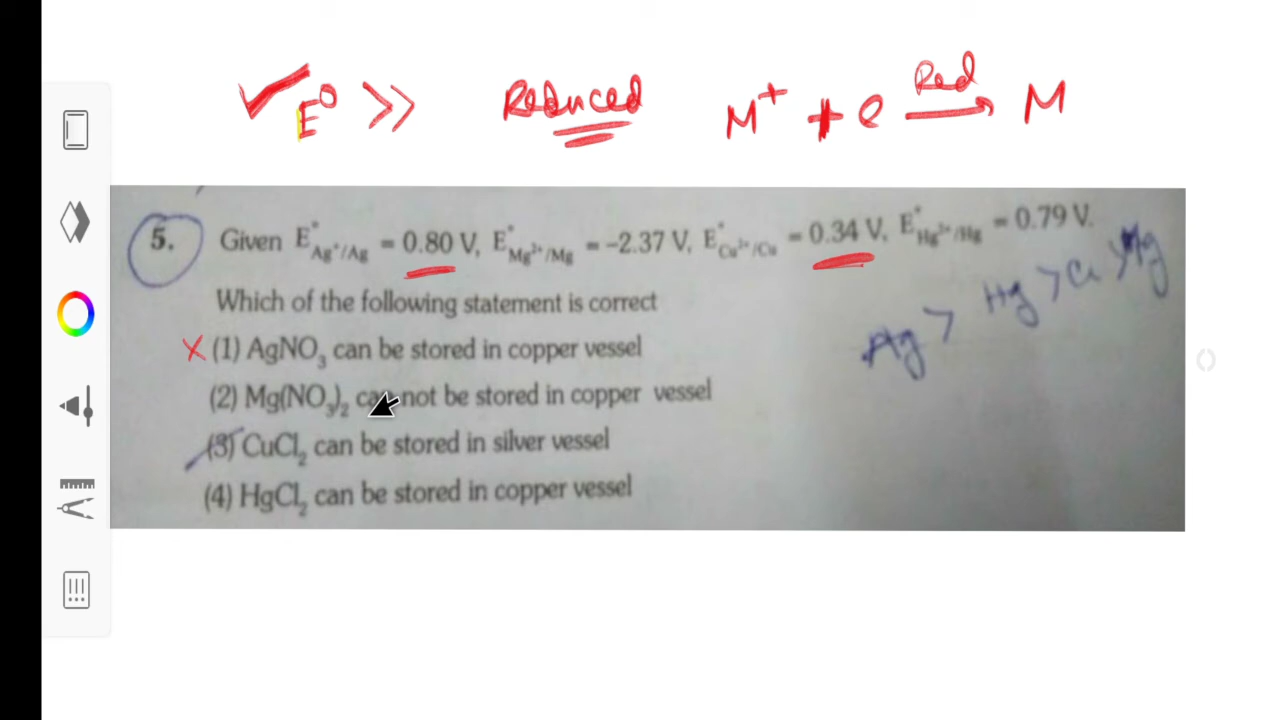 ✓ E⁰ >> Reduced M⁺ + e Red → M
5. Given E°Ag⁺/Ag = 0.80 V, E°Mg²⁺/Mg = –2.37 V, E°Cu²⁺/Cu = 0.34 V, E°Hg²⁺/Hg = 0.79 V.
Which of the following statement is correct
Ag > Hg > Cu > Mg
✗ (1) AgNO₃ can be stored in copper vessel
(2) Mg(NO₃)₂ can not be stored in copper vessel
(3) CuCl₂ can be stored in silver vessel
(4) HgCl₂ can be stored in copper vessel